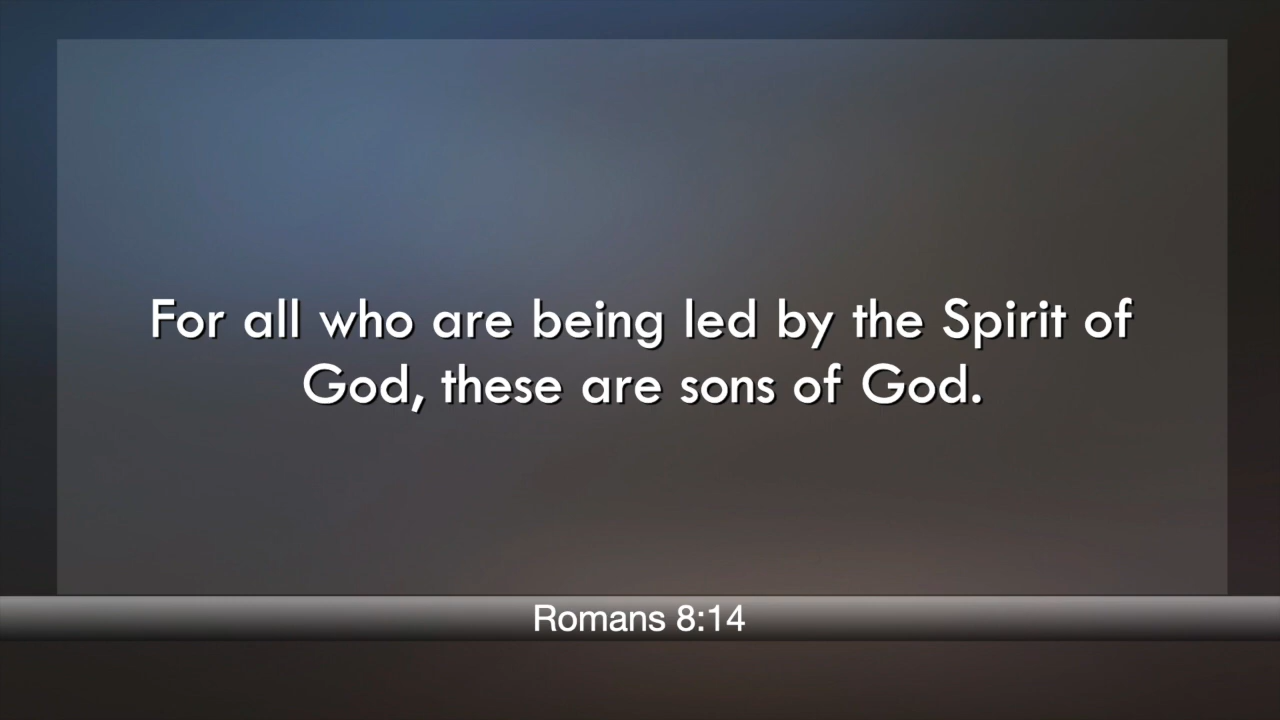 For all who are being led by the Spirit of
God, these are sons of God.
Romans 8:14